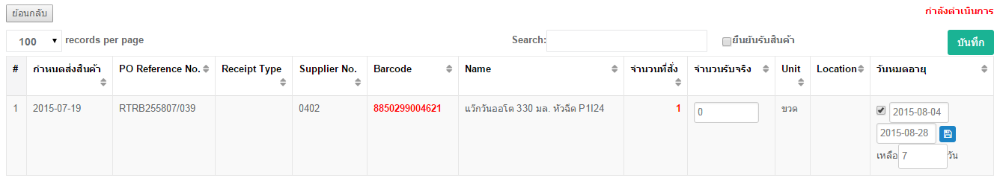 ย้อนกลับ
กำลังดำเนินการ
100 records per page Search: ยืนยันรับสินค้า บันทึก
# กำหนดส่งสินค้า PO Reference No. Receipt Type Supplier No. Barcode Name จำนวนที่สั่ง จำนวนรับจริง Unit Location วันหมดอายุ
1 2015-07-19 RTRB255807/039 0402 8850299004621 แว๊กวันออโต 330 มล. หัวฉีด P1I24 1 0 ขวด 2015-08-04
2015-08-28
เหลือ 7 วัน